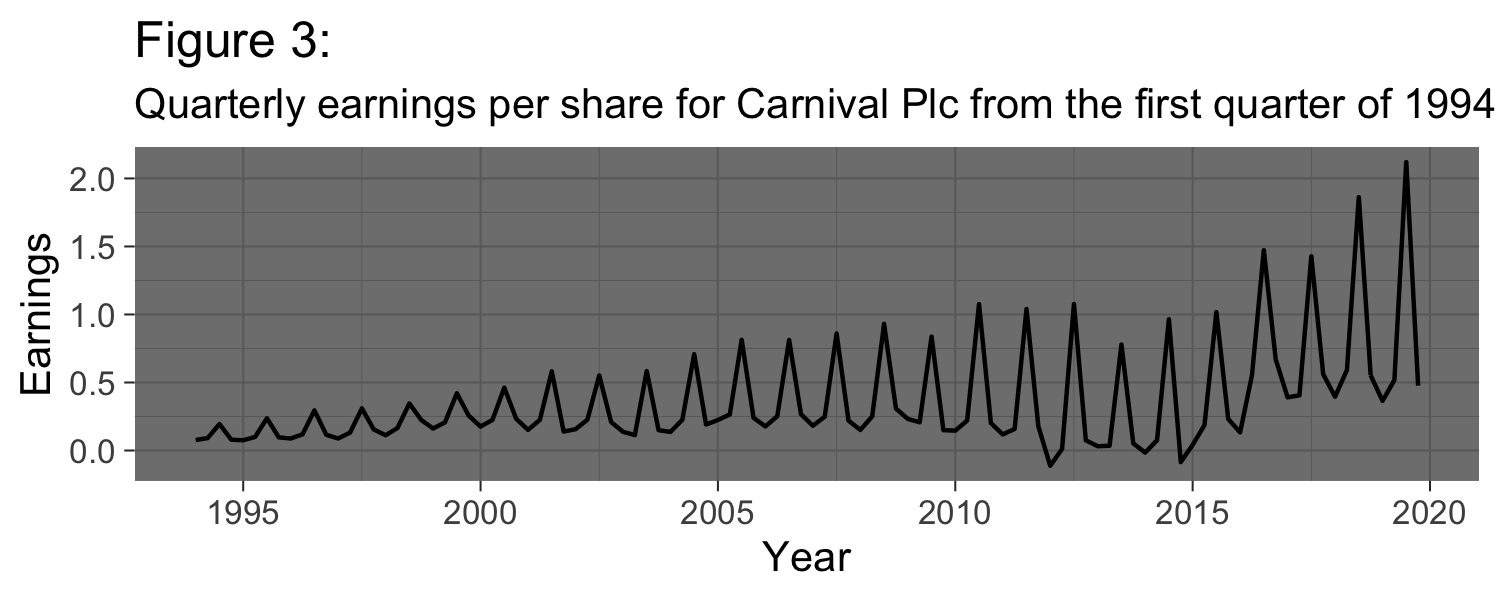 Figure 3:
Quarterly earnings per share for Carnival Plc from the first quarter of 1994
2.0
1.5
1.0
0.5
0.0
Earnings
1995 2000 2005 2010 2015 2020
Year